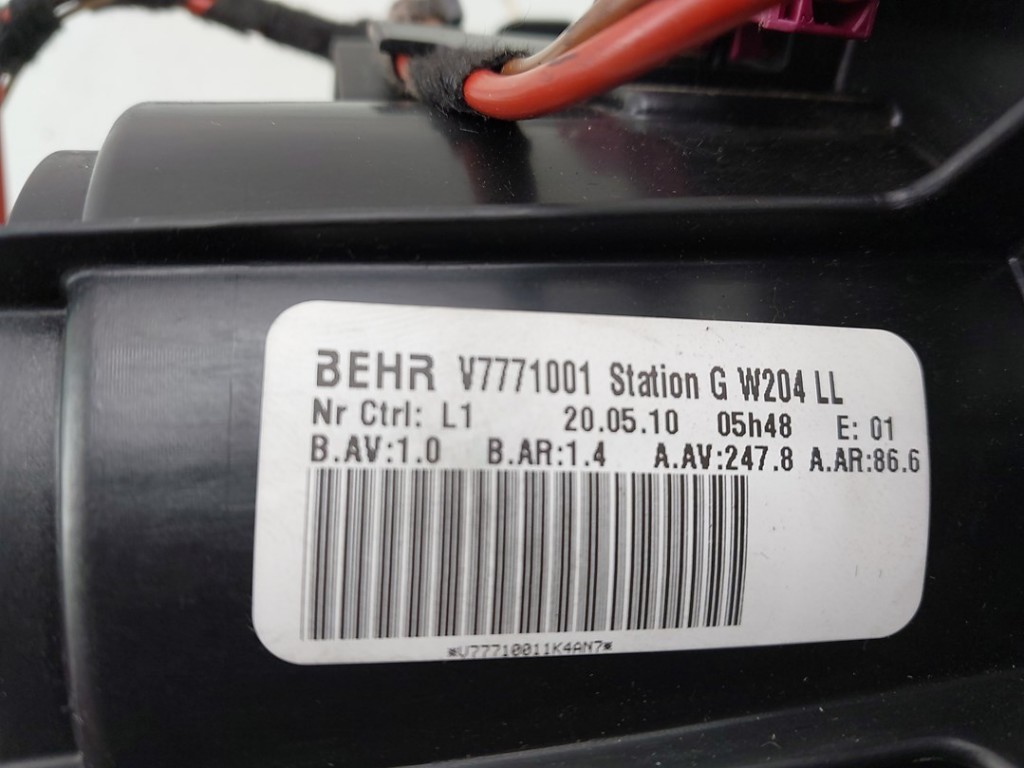 BEHR V7771001 Station G W204 LL
Nr Ctrl: L1 20.05.10 05h48 E: 01
B.AV:1.0 B.AR:1.4 A.AV:247.8 A.AR:86.6
*V77710011K4AN7*